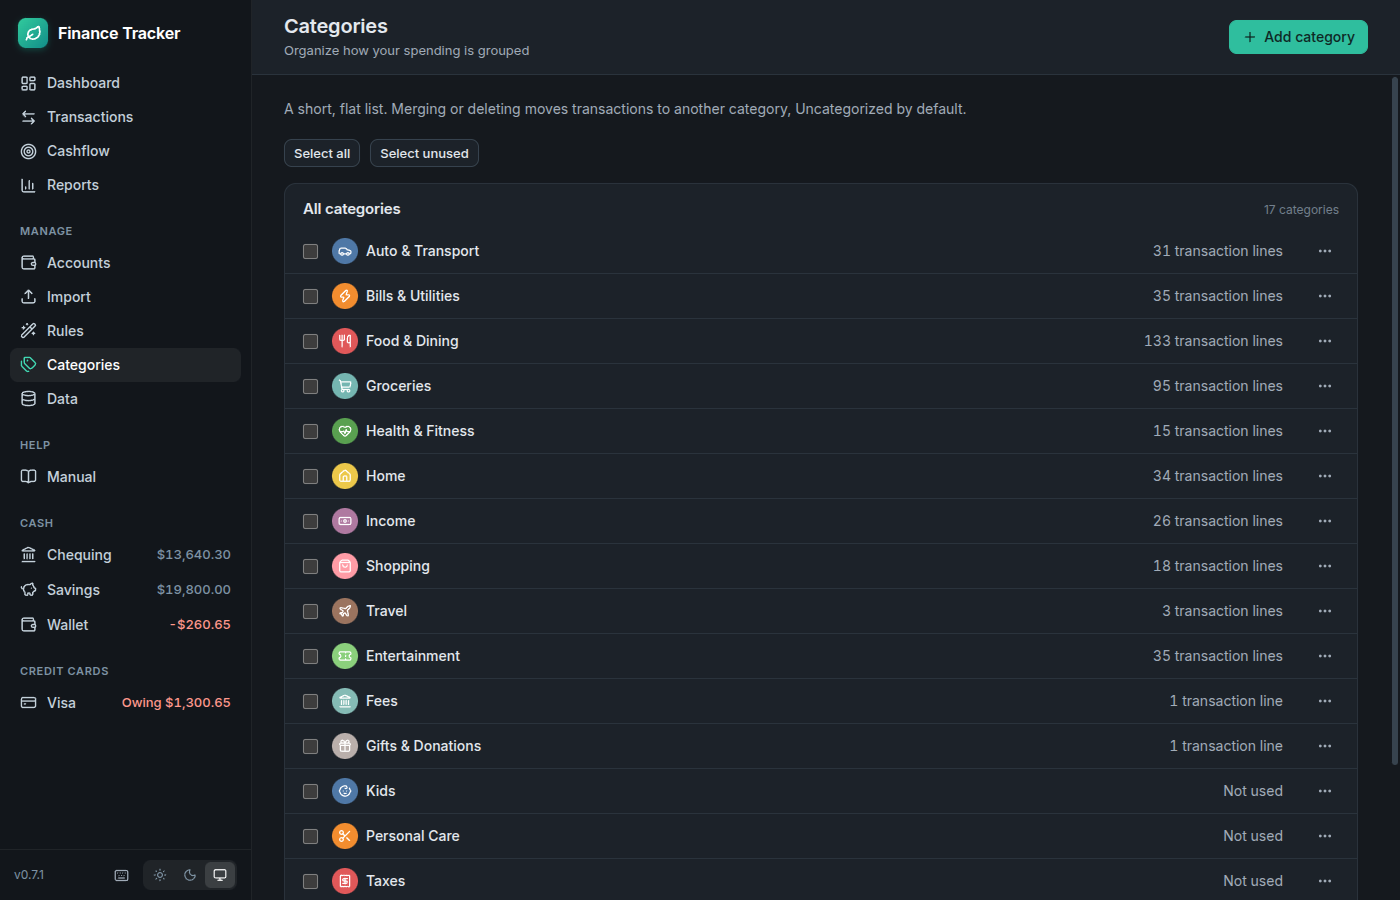 Finance Tracker
Dashboard
Transactions
Cashflow
Reports
MANAGE
Accounts
Import
Rules
Categories
Data
HELP
Manual
CASH
Chequing $13,640.30
Savings $19,800.00
Wallet -$260.65
CREDIT CARDS
Visa Owing $1,300.65
v0.7.1
Categories
Organize how your spending is grouped
Add category
A short, flat list. Merging or deleting moves transactions to another category, Uncategorized by default.
Select all Select unused
All categories 17 categories
Auto & Transport 31 transaction lines
Bills & Utilities 35 transaction lines
Food & Dining 133 transaction lines
Groceries 95 transaction lines
Health & Fitness 15 transaction lines
Home 34 transaction lines
Income 26 transaction lines
Shopping 18 transaction lines
Travel 3 transaction lines
Entertainment 35 transaction lines
Fees 1 transaction line
Gifts & Donations 1 transaction line
Kids Not used
Personal Care Not used
Taxes Not used